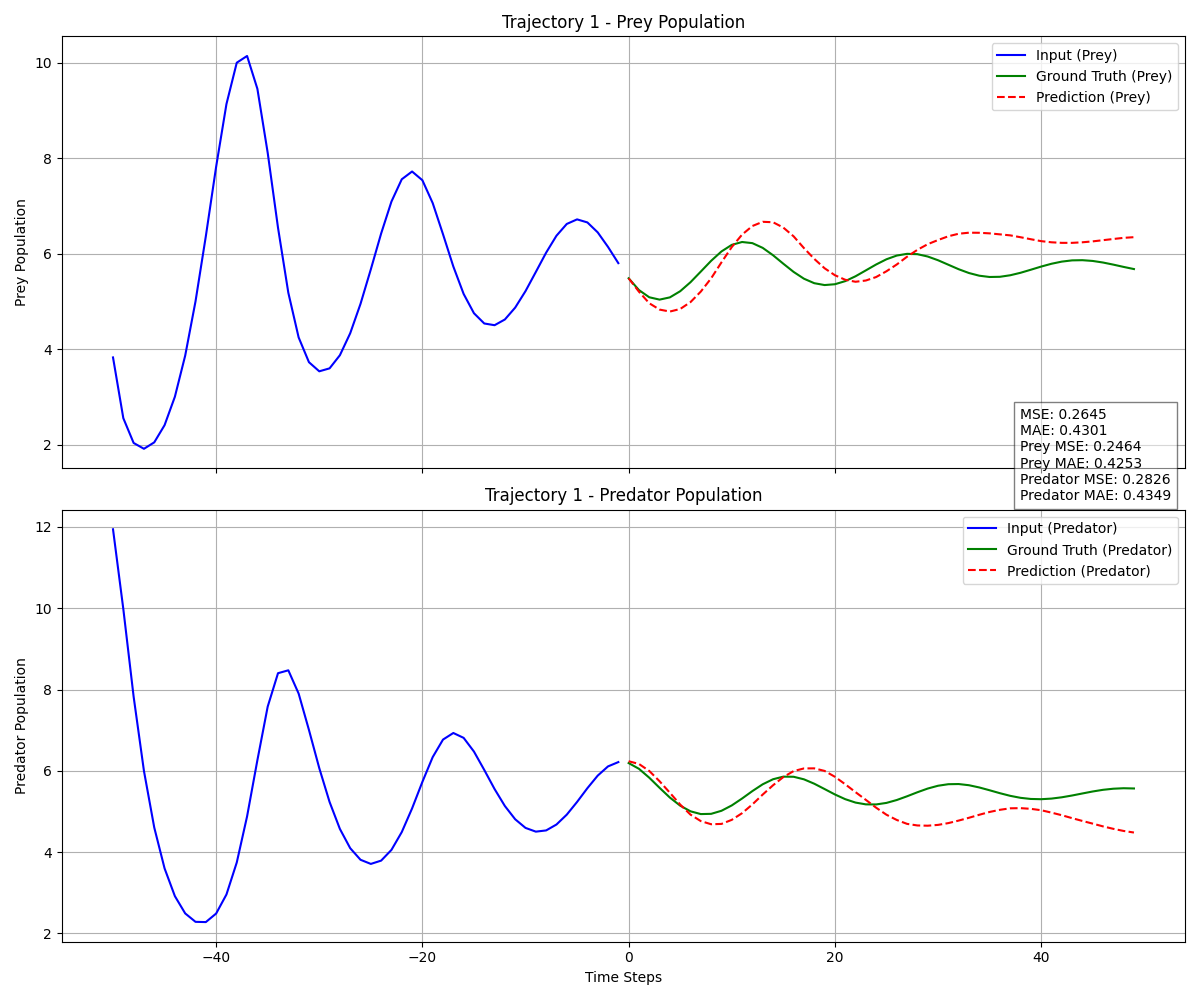 Trajectory 1 - Prey Population
Prey Population
10
8
6
4
2
Input (Prey)
Ground Truth (Prey)
Prediction (Prey)
MSE: 0.2645
MAE: 0.4301
Prey MSE: 0.2464
Prey MAE: 0.4253
Predator MSE: 0.2826
Predator MAE: 0.4349
Trajectory 1 - Predator Population
Predator Population
12
10
8
6
4
2
Input (Predator)
Ground Truth (Predator)
Prediction (Predator)
−40
−20
0
20
40
Time Steps